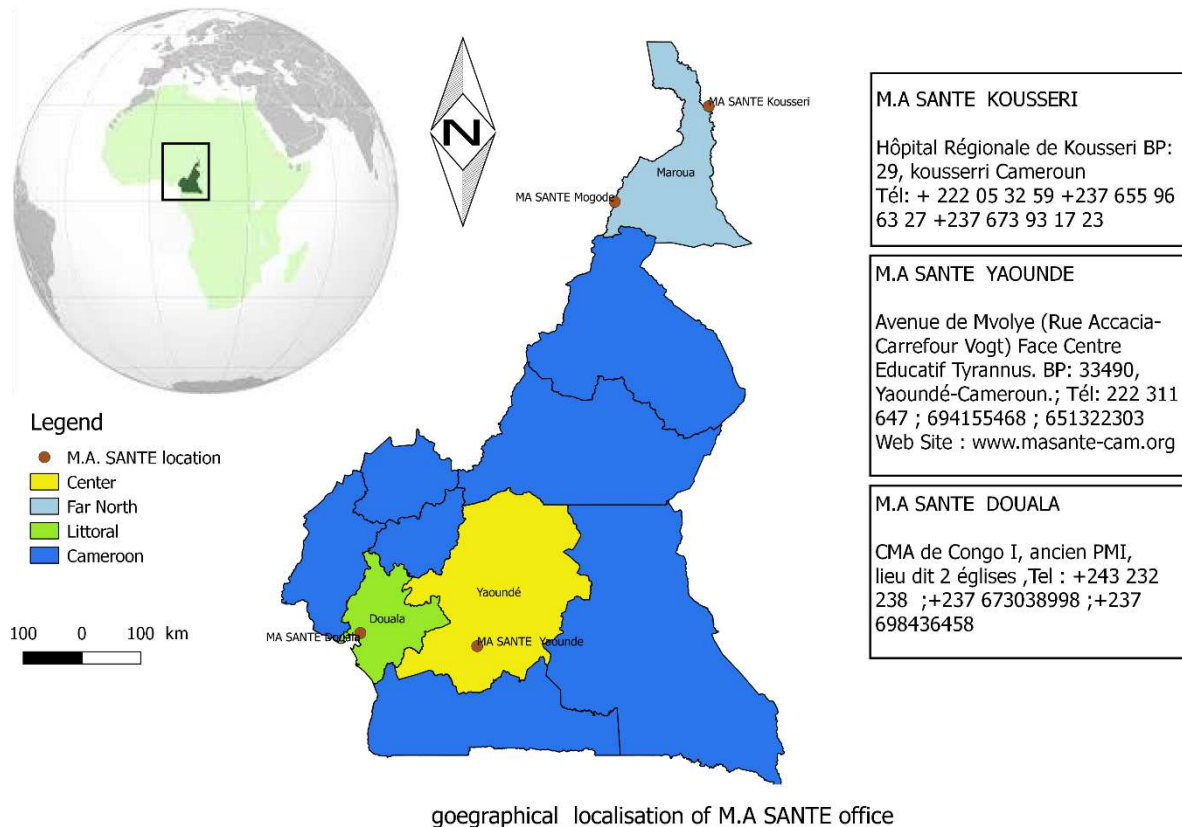 N
MA SANTE Kousseri
Maroua
MA SANTE Mogode
Legend
M.A. SANTE location
Center
Far North
Littoral
Cameroon
100 0 100 km
Yaoundé
Douala
MA SANTE Douala
MA SANTE Yaounde
M.A SANTE KOUSSERI
Hôpital Régionale de Kousseri BP:
29, kousserri Cameroun
Tél: + 222 05 32 59 +237 655 96
63 27 +237 673 93 17 23
M.A SANTE YAOUNDE
Avenue de Mvolye (Rue Accacia-
Carrefour Vogt) Face Centre
Educatif Tyrannus. BP: 33490,
Yaoundé-Cameroun.; Tél: 222 311
647 ; 694155468 ; 651322303
Web Site : www.masante-cam.org
M.A SANTE DOUALA
CMA de Congo I, ancien PMI,
lieu dit 2 églises ,Tel : +243 232
238 ;+237 673038998 ;+237
698436458
goegraphical localisation of M.A SANTE office